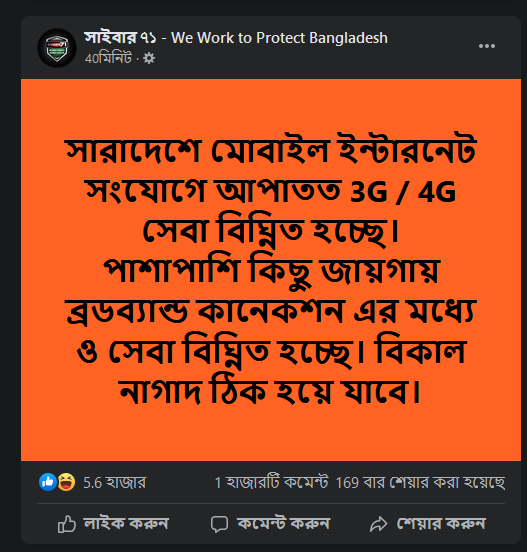 সাইবার ৭১ - We Work to Protect Bangladesh
40মিনিট ·
সারাদেশে মোবাইল ইন্টারনেট
সংযোগে আপাতত 3G / 4G
সেবা বিঘ্নিত হচ্ছে।
পাশাপাশি কিছু জায়গায়
ব্রডব্যান্ড কানেকশন এর মধ্যে
ও সেবা বিঘ্নিত হচ্ছে। বিকাল
নাগাদ ঠিক হয়ে যাবে।
5.6 হাজার 1 হাজারটি কমেন্ট 169 বার শেয়ার করা হয়েছে
লাইক করুন কমেন্ট করুন শেয়ার করুন